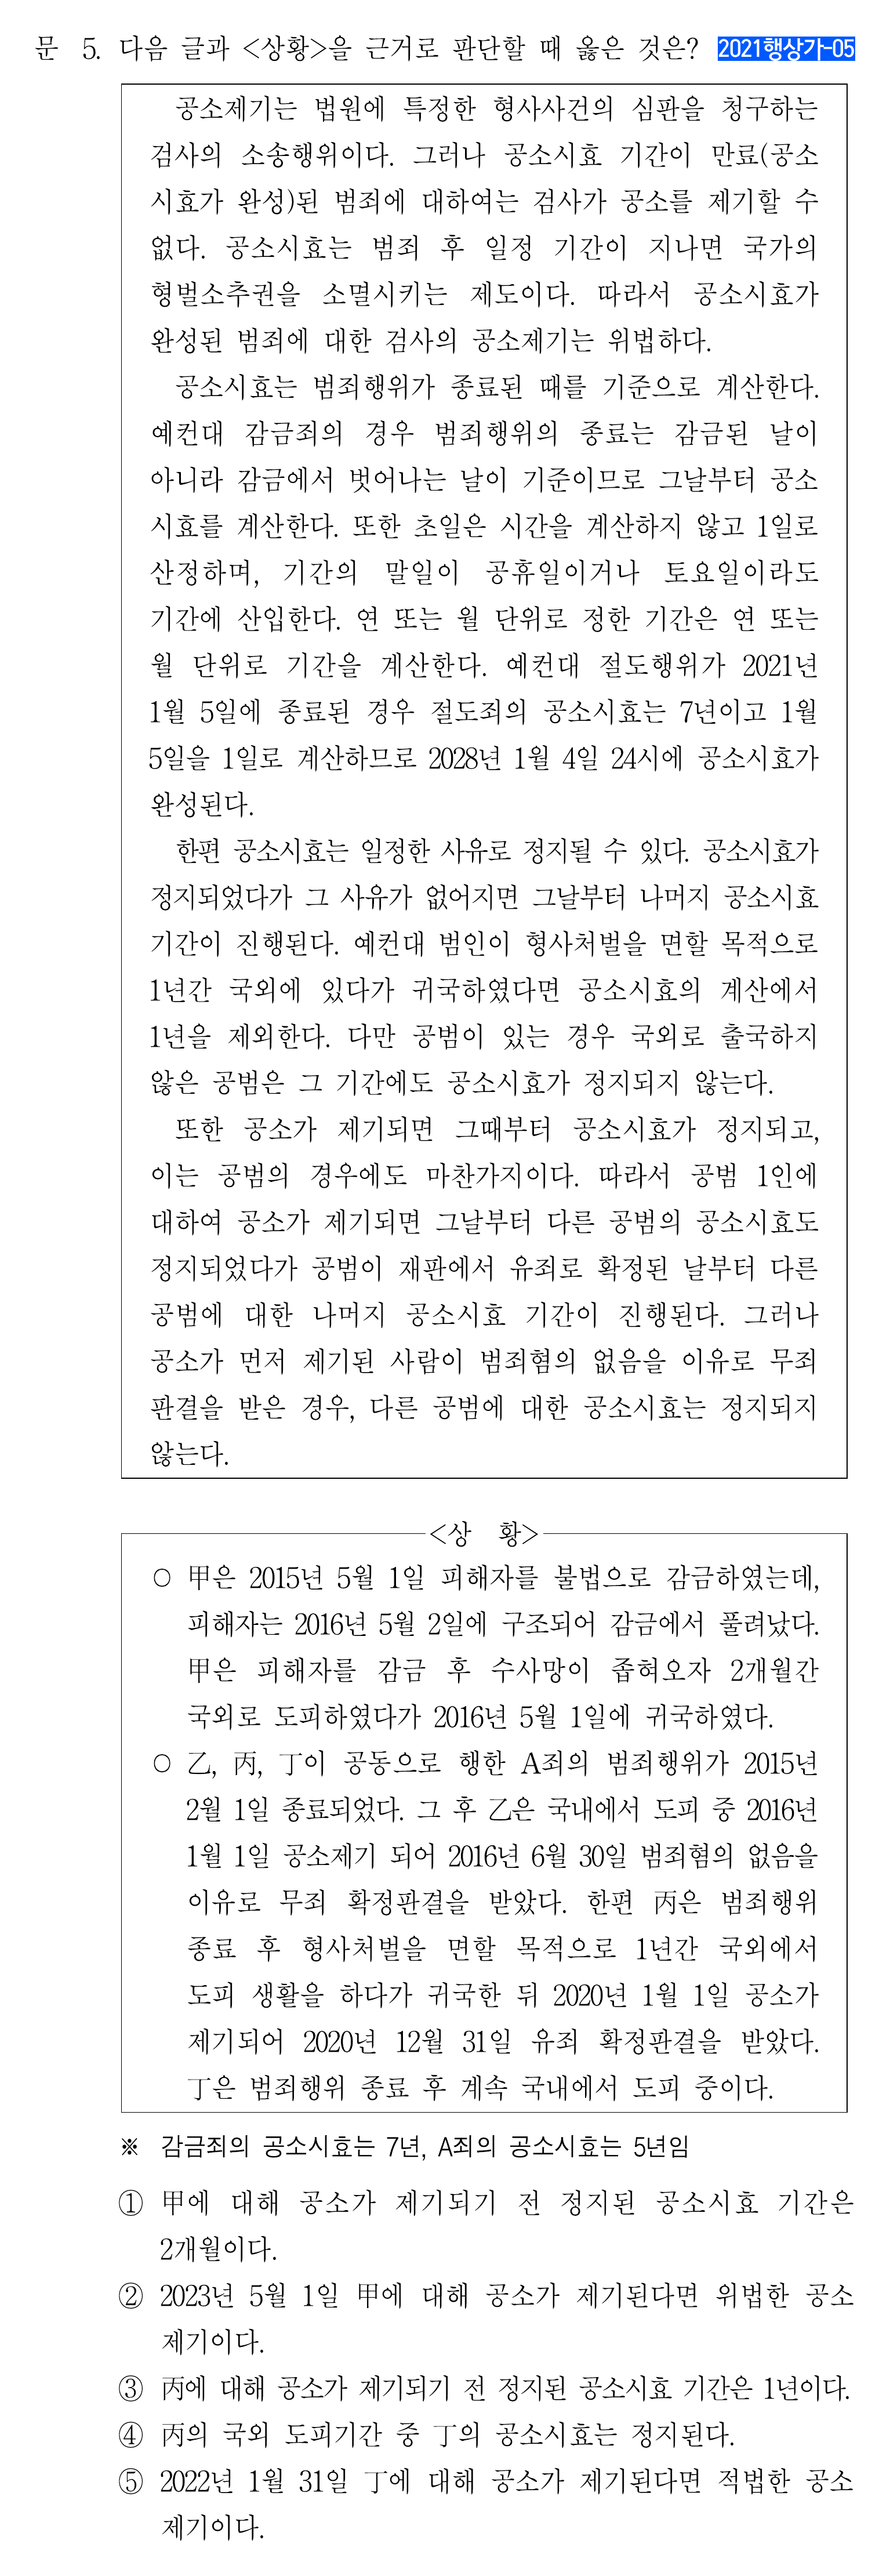 문 5. 다음 글과 <상황>을 근거로 판단할 때 옳은 것은? 2021행상가-05
공소제기는 법원에 특정한 형사사건의 심판을 청구하는
검사의 소송행위이다. 그러나 공소시효 기간이 만료(공소
시효가 완성)된 범죄에 대하여는 검사가 공소를 제기할 수
없다. 공소시효는 범죄 후 일정 기간이 지나면 국가의
형벌소추권을 소멸시키는 제도이다. 따라서 공소시효가
완성된 범죄에 대한 검사의 공소제기는 위법하다.
공소시효는 범죄행위가 종료된 때를 기준으로 계산한다.
예컨대 감금죄의 경우 범죄행위의 종료는 감금된 날이
아니라 감금에서 벗어나는 날이 기준이므로 그날부터 공소
시효를 계산한다. 또한 초일은 시간을 계산하지 않고 1일로
산정하며, 기간의 말일이 공휴일이거나 토요일이라도
기간에 산입한다. 연 또는 월 단위로 정한 기간은 연 또는
월 단위로 기간을 계산한다. 예컨대 절도행위가 2021년
1월 5일에 종료된 경우 절도죄의 공소시효는 7년이고 1월
5일을 1일로 계산하므로 2028년 1월 4일 24시에 공소시효가
완성된다.
한편 공소시효는 일정한 사유로 정지될 수 있다. 공소시효가
정지되었다가 그 사유가 없어지면 그날부터 나머지 공소시효
기간이 진행된다. 예컨대 범인이 형사처벌을 면할 목적으로
1년간 국외에 있다가 귀국하였다면 공소시효의 계산에서
1년을 제외한다. 다만 공범이 있는 경우 국외로 출국하지
않은 공범은 그 기간에도 공소시효가 정지되지 않는다.
또한 공소가 제기되면 그때부터 공소시효가 정지되고,
이는 공범의 경우에도 마찬가지이다. 따라서 공범 1인에
대하여 공소가 제기되면 그날부터 다른 공범의 공소시효도
정지되었다가 공범이 재판에서 유죄로 확정된 날부터 다른
공범에 대한 나머지 공소시효 기간이 진행된다. 그러나
공소가 먼저 제기된 사람이 범죄혐의 없음을 이유로 무죄
판결을 받은 경우, 다른 공범에 대한 공소시효는 정지되지
않는다.
<상 황>
○ 甲은 2015년 5월 1일 피해자를 불법으로 감금하였는데,
피해자는 2016년 5월 2일에 구조되어 감금에서 풀려났다.
甲은 피해자를 감금 후 수사망이 좁혀오자 2개월간
국외로 도피하였다가 2016년 5월 1일에 귀국하였다.
○ 乙, 丙, 丁이 공동으로 행한 A죄의 범죄행위가 2015년
2월 1일 종료되었다. 그 후 乙은 국내에서 도피 중 2016년
1월 1일 공소제기 되어 2016년 6월 30일 범죄혐의 없음을
이유로 무죄 확정판결을 받았다. 한편 丙은 범죄행위
종료 후 형사처벌을 면할 목적으로 1년간 국외에서
도피 생활을 하다가 귀국한 뒤 2020년 1월 1일 공소가
제기되어 2020년 12월 31일 유죄 확정판결을 받았다.
丁은 범죄행위 종료 후 계속 국내에서 도피 중이다.
※ 감금죄의 공소시효는 7년, A죄의 공소시효는 5년임
① 甲에 대해 공소가 제기되기 전 정지된 공소시효 기간은
2개월이다.
② 2023년 5월 1일 甲에 대해 공소가 제기된다면 위법한 공소
제기이다.
③ 丙에 대해 공소가 제기되기 전 정지된 공소시효 기간은 1년이다.
④ 丙의 국외 도피기간 중 丁의 공소시효는 정지된다.
⑤ 2022년 1월 31일 丁에 대해 공소가 제기된다면 적법한 공소
제기이다.